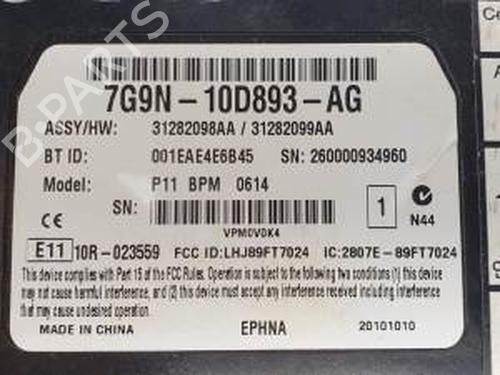 B-PARTS
7G9N-10D893-AG
ASSY/HW: 31282098AA / 31282099AA
BT ID: 001EAE4E6B45 SN: 260000934960
Model: P11 BPM 0614
SN:
VPM0V0K4
1
N44
CE
E11 10R-023559 FCC ID:LHJ89FT7024 IC:2807E-89FT7024
This device complies with Part 15 of the FCC Rules. Operation is subject to the following two conditions (1) this device may not cause
harmful interference, and (2) this device must accept any interference received, including interference that may cause undesired
operation.
MADE IN CHINA EPHNA 20101010
Co
A